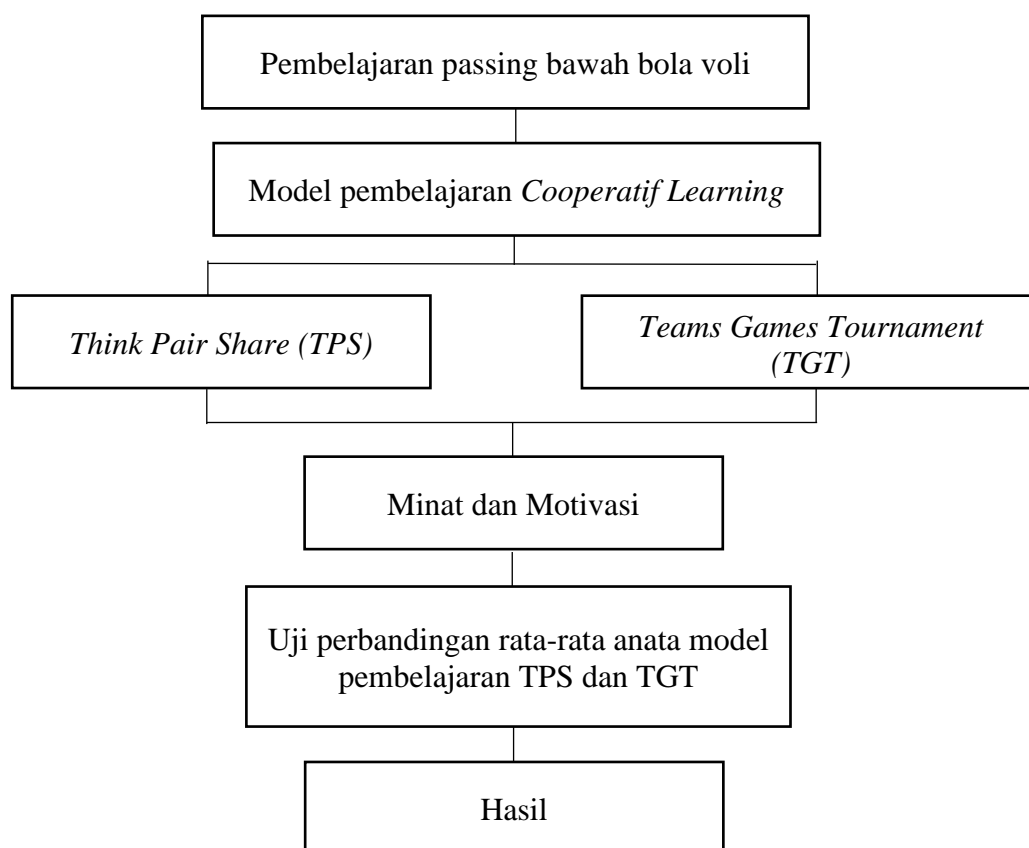 Pembelajaran passing bawah bola voli
Model pembelajaran Cooperatif Learning
Think Pair Share (TPS)
Teams Games Tournament
(TGT)
Minat dan Motivasi
Uji perbandingan rata-rata anata model
pembelajaran TPS dan TGT
Hasil